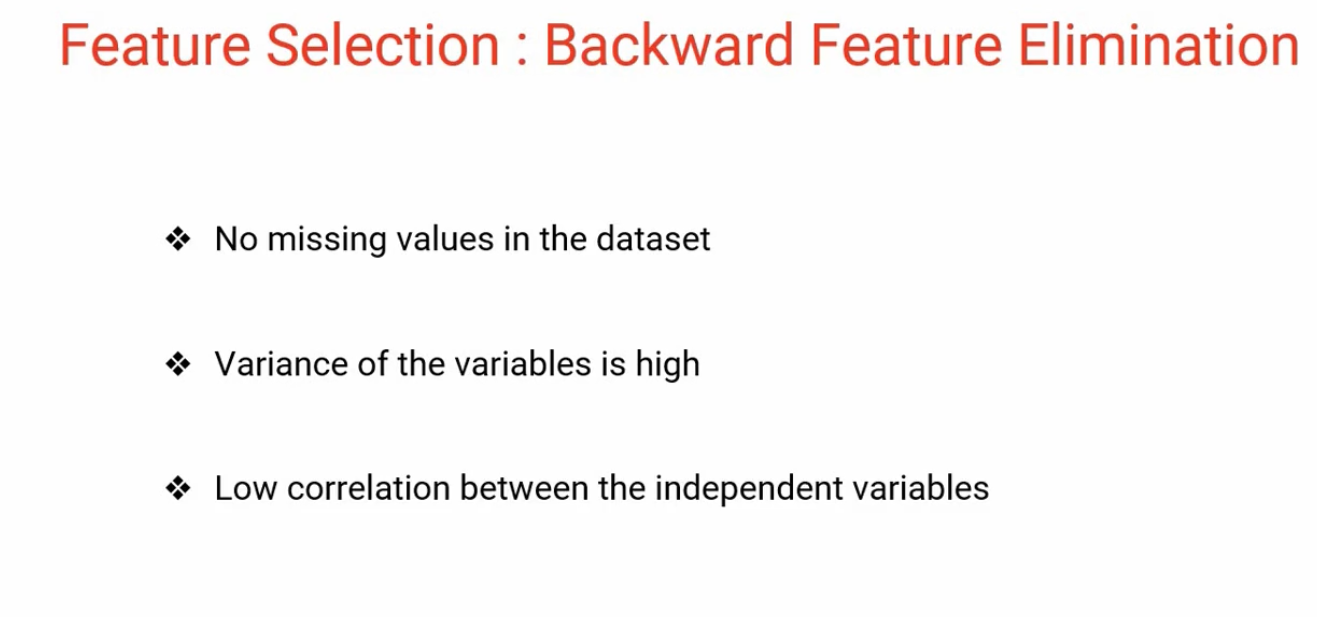 Feature Selection : Backward Feature Elimination
❖ No missing values in the dataset
❖ Variance of the variables is high
❖ Low correlation between the independent variables